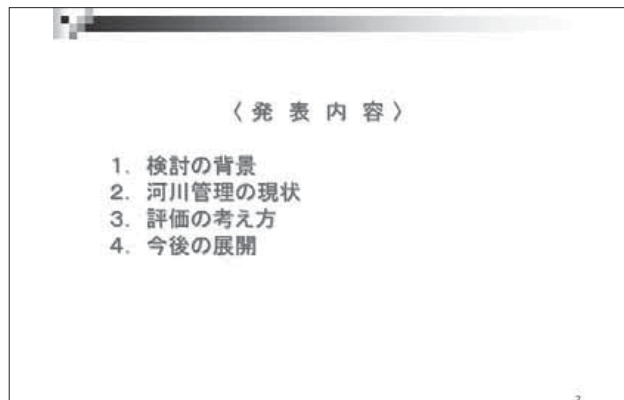 〈 発 表 内 容 〉
1. 検討の背景
2. 河川管理の現状
3. 評価の考え方
4. 今後の展開